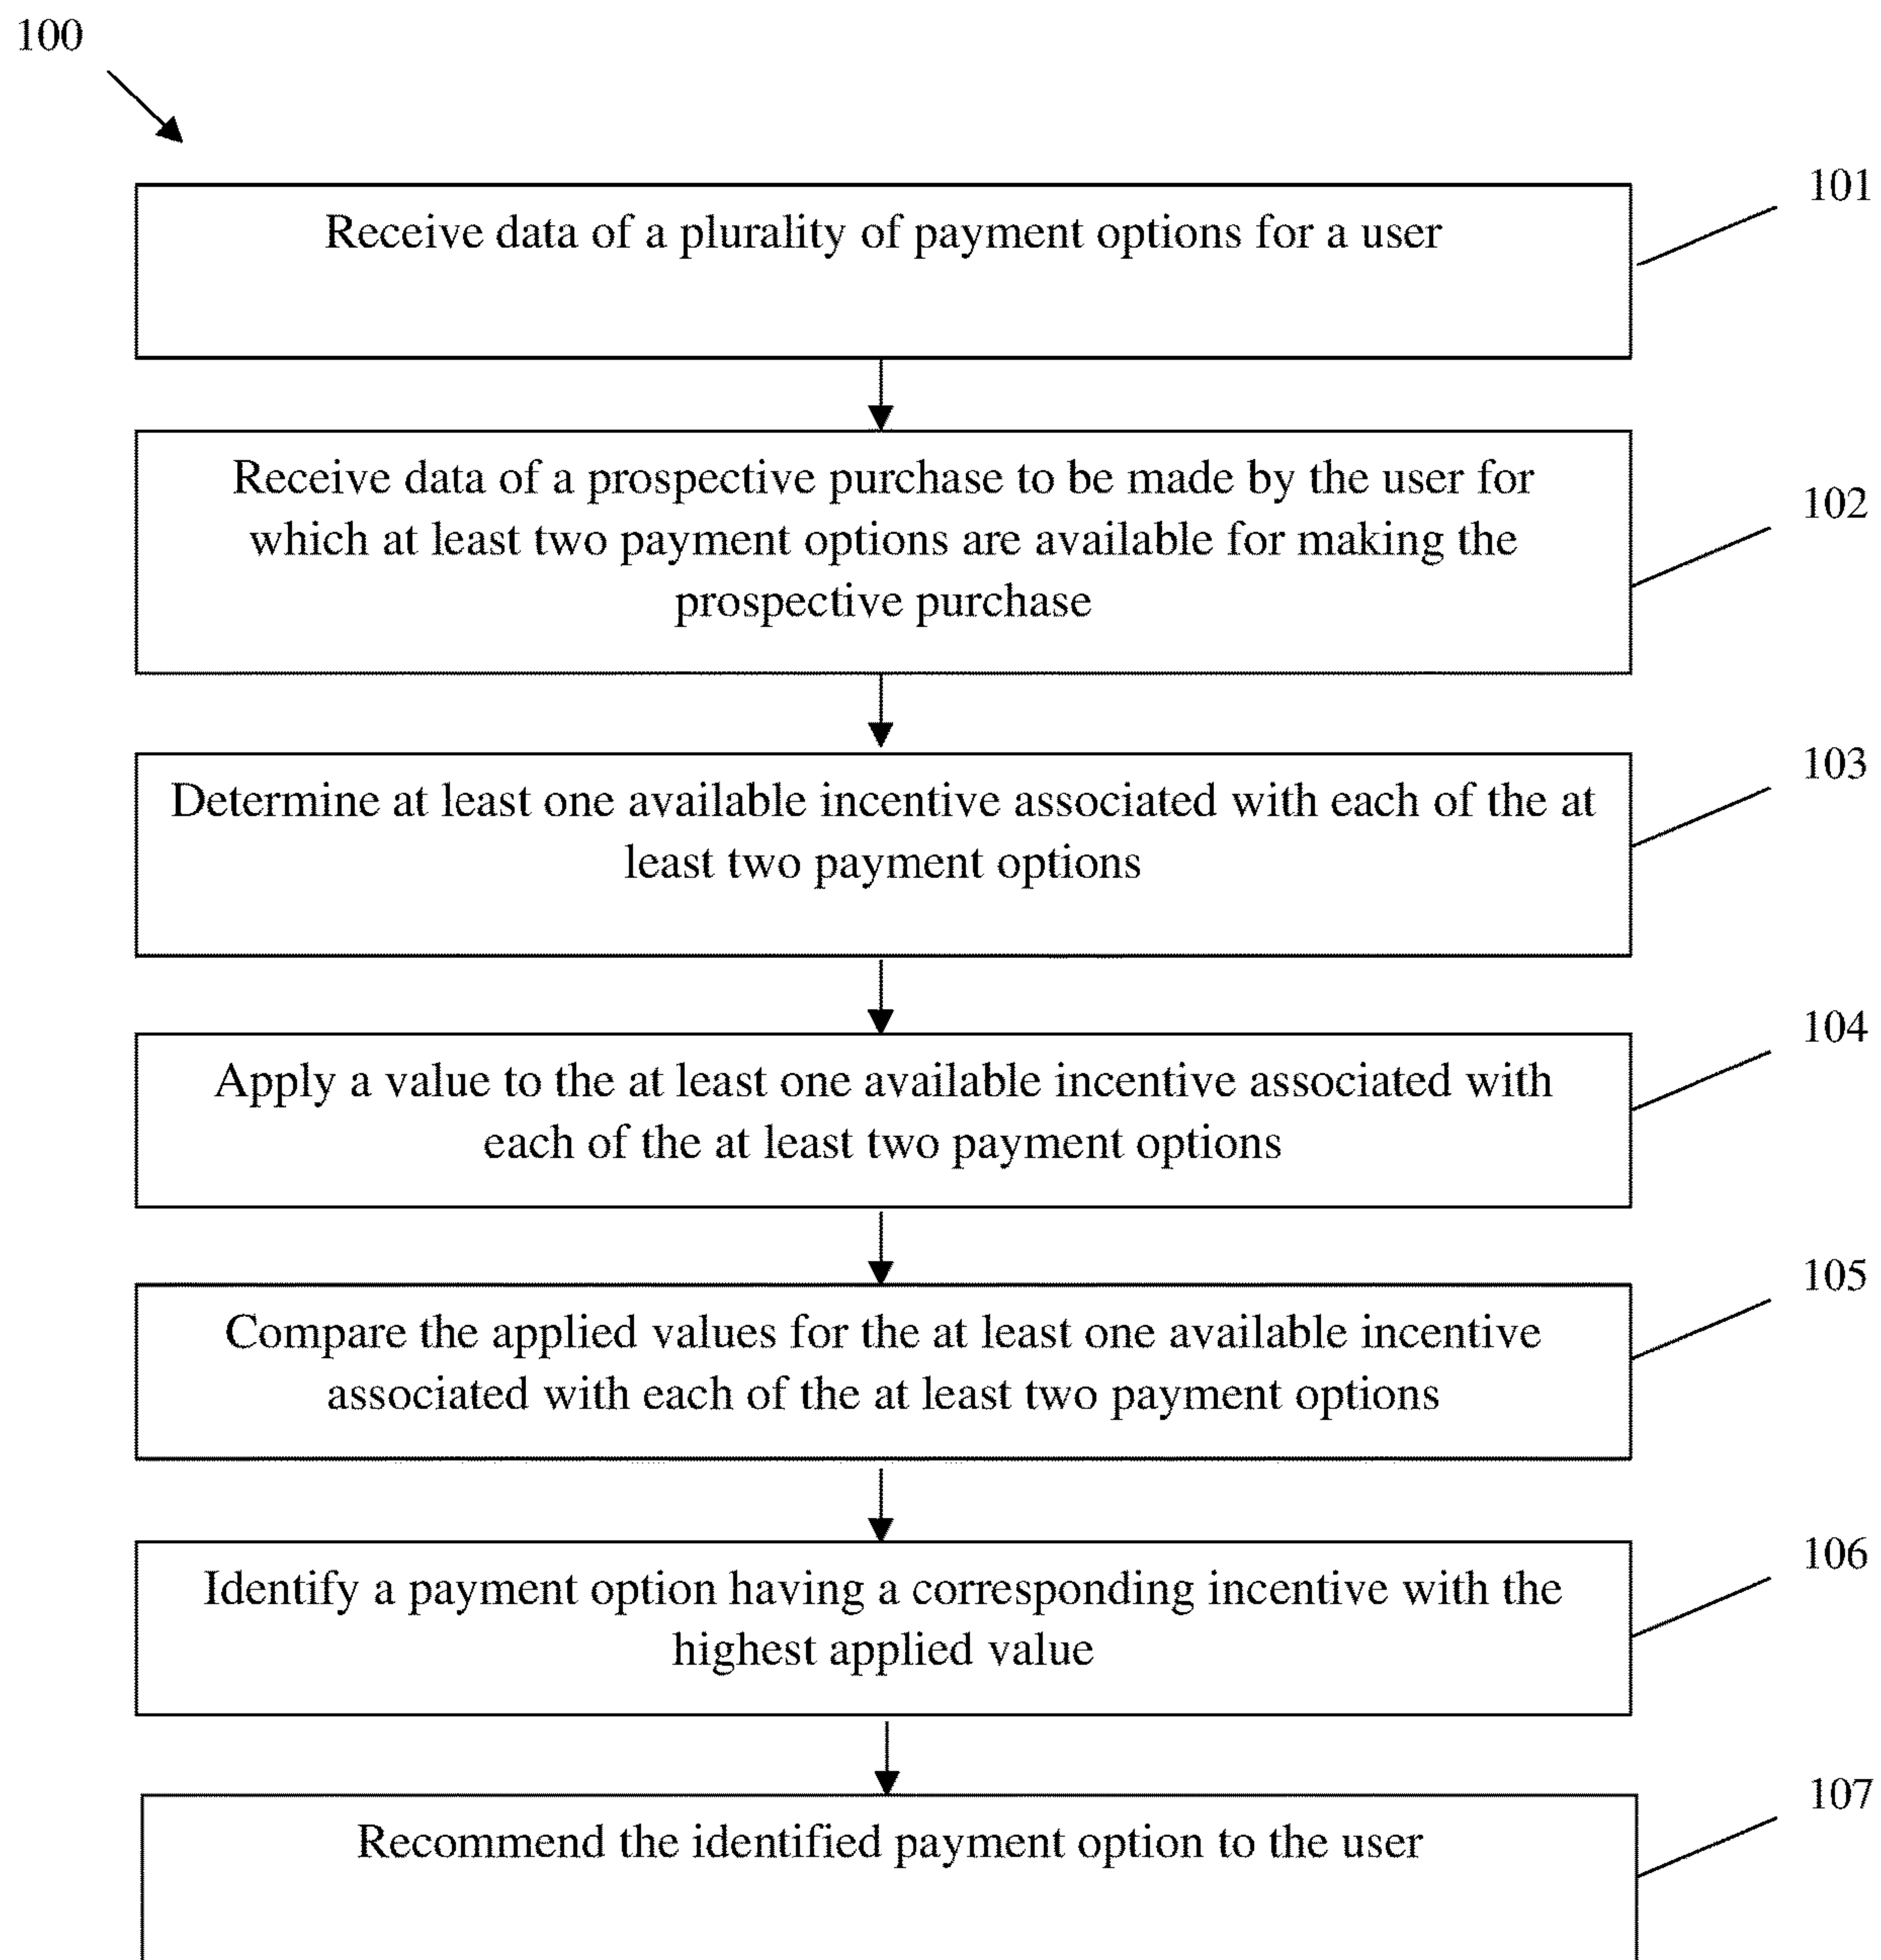 100
101
Receive data of a plurality of payment options for a user
102
Receive data of a prospective purchase to be made by the user for
which at least two payment options are available for making the
prospective purchase
103
Determine at least one available incentive associated with each of the at
least two payment options
104
Apply a value to the at least one available incentive associated with
each of the at least two payment options
105
Compare the applied values for the at least one available incentive
associated with each of the at least two payment options
106
Identify a payment option having a corresponding incentive with the
highest applied value
107
Recommend the identified payment option to the user